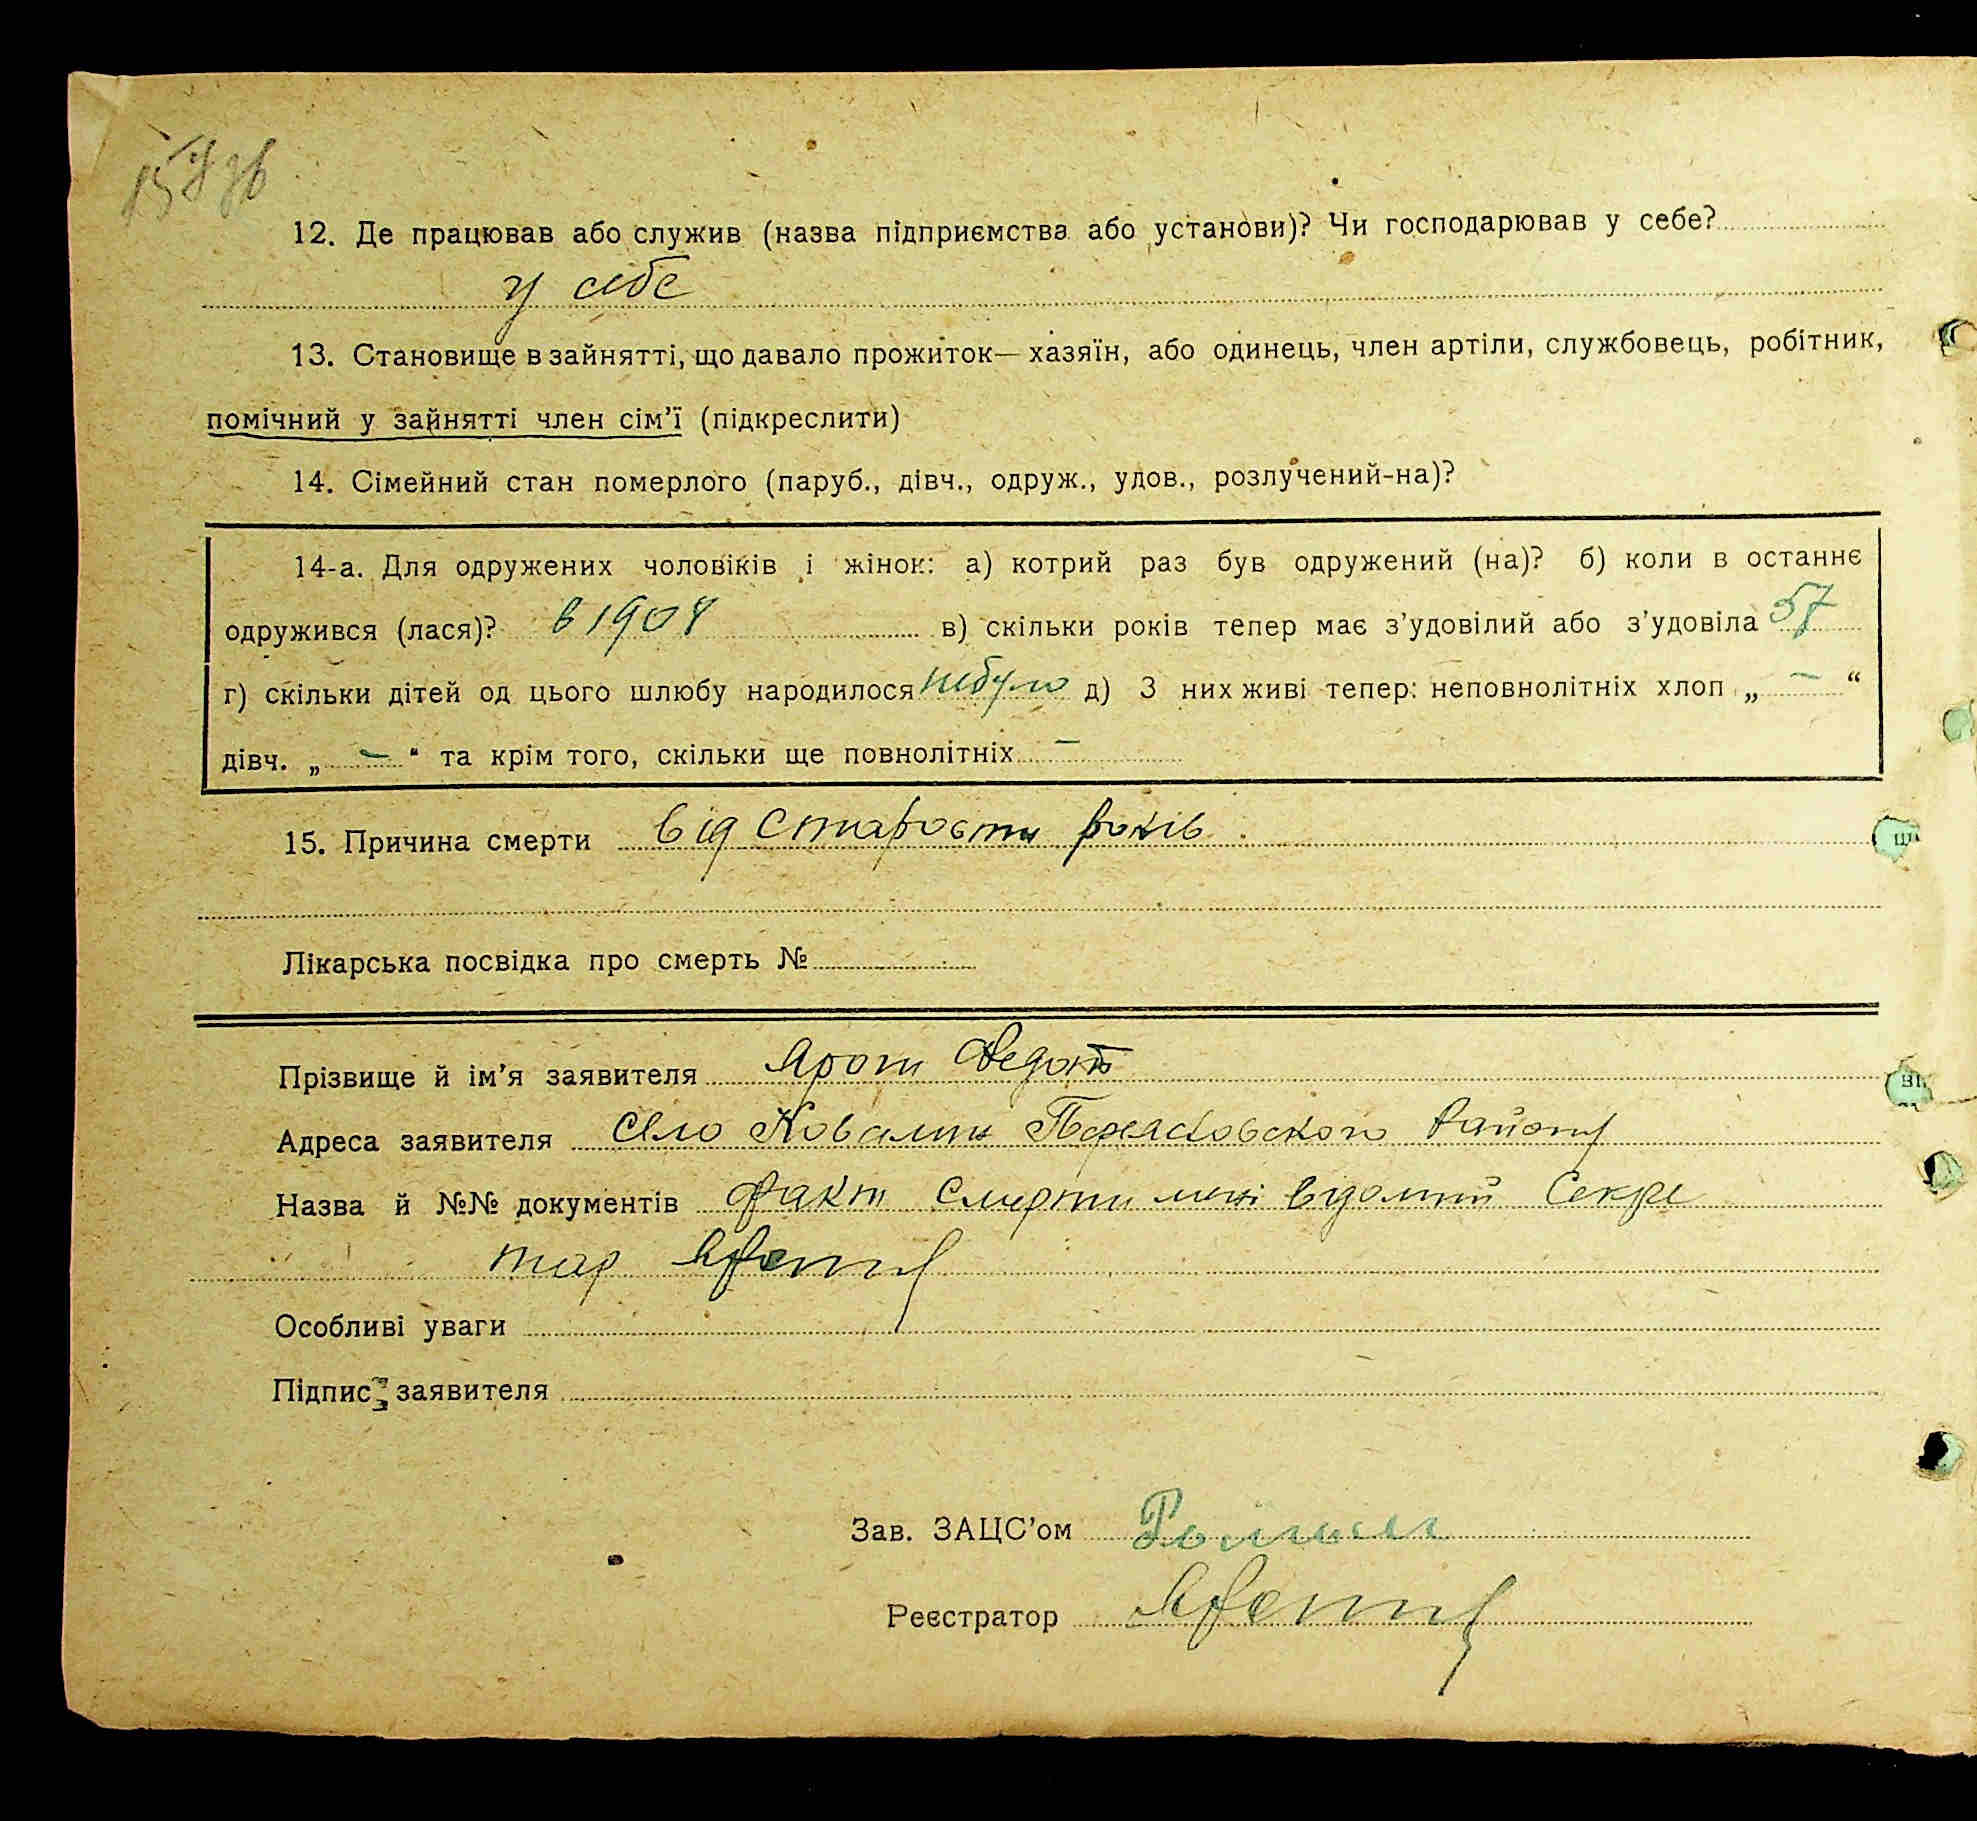 12. Де працював або служив (назва підприємства або установи)? Чи господарював у себе?
у себе
13. Становище в зайнятті, що давало прожиток— хазяїн, або одинець, член артіли, службовець, робітник,
помічний у зайнятті член сім’ї (підкреслити)
14. Сімейний стан померлого (паруб., дівч., одруж., удов., розлучений-на)?
14-а. Для одружених чоловіків і жінок: а) котрий раз був одружений (на)? б) коли в останнє
одружився (лася)? в 1904 в) скільки років тепер має з’удовілий або з’удовіла 57
г) скільки дітей од цього шлюбу народилося небуло д) З них живі тепер: неповнолітніх хлоп „ — “
дівч. „ — “ та крім того, скільки ще повнолітніх —
15. Причина смерти від старости років
Лікарська посвідка про смерть №
Прізвище й ім’я заявителя Федот
Адреса заявителя село Ковалин Району
Назва й №№ документів факт смерти мені відомий Секре
тар
Особливі уваги
Підпис заявителя
Зав. ЗАЦС’ом
Реєстратор